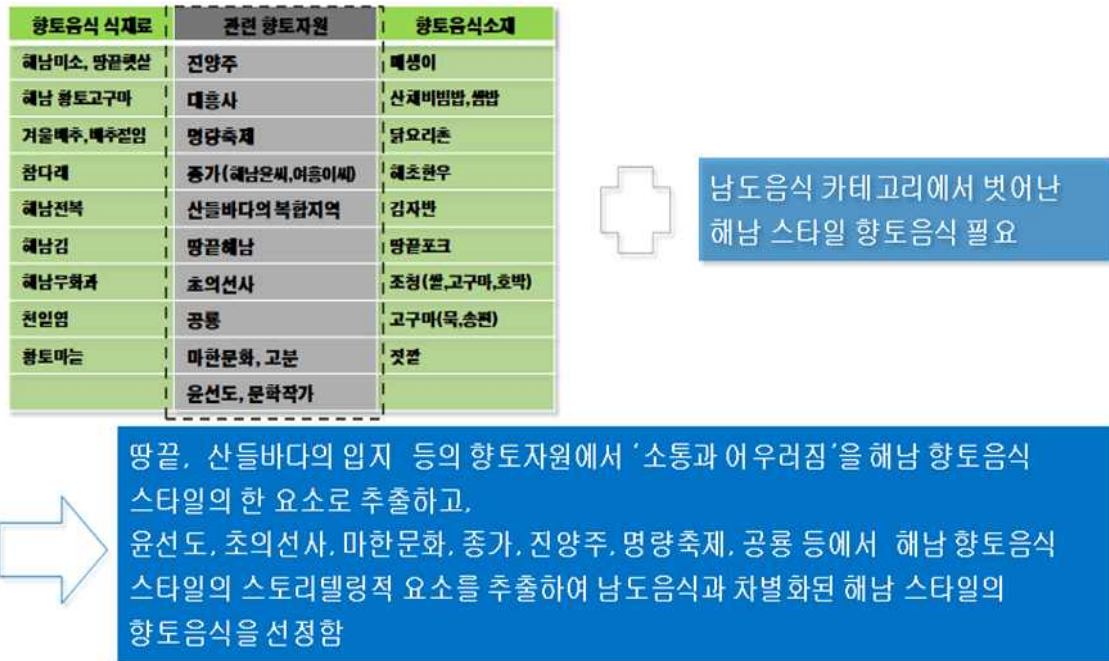 향토음식 식재료 관련 향토자원 향토음식소재
해남미소, 땅끝햇살 진양주 매생이
해남 황토고구마 대흥사 산채비빔밥,쌈밥
겨울배추,배추절임 명량축제 닭요리촌
참다래 종가(해남윤씨,여흥이씨) 해초한우
해남전복 산들바다의 복합지역 김자반
해남김 땅끝해남 땅끝포크
해남무화과 초의선사 조청(쌀,고구마,호박)
천일염 공룡 고구마(묵,송편)
황토마늘 마한문화, 고분 젓깔
윤선도, 문학작가
남도음식 카테고리에서 벗어난
해남 스타일 향토음식 필요
땅끝, 산들바다의 입지 등의 향토자원에서 '소통과 어우러짐'을 해남 향토음식
스타일의 한 요소로 추출하고,
윤선도, 초의선사, 마한문화, 종가, 진양주, 명량축제, 공룡 등에서 해남 향토음식
스타일의 스토리텔링적 요소를 추출하여 남도음식과 차별화된 해남 스타일의
향토음식을 선정함